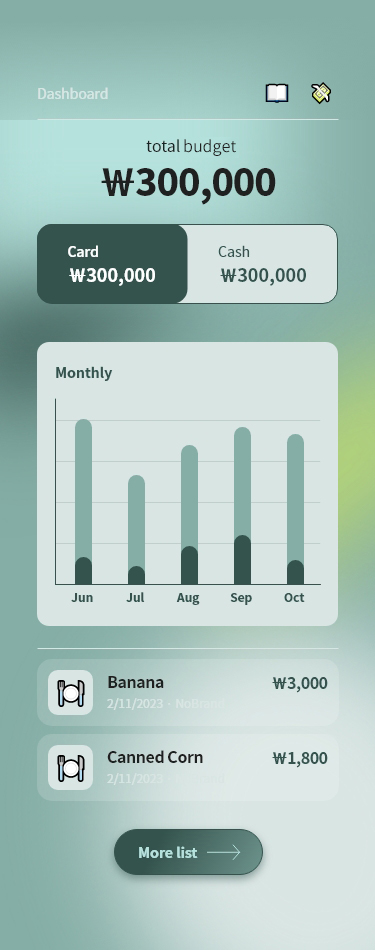 Dashboard
total budget
₩300,000
Card
₩300,000
Cash
₩300,000
Monthly
Jun Jul Aug Sep Oct
Banana
₩3,000
2/11/2023 - NoBrand
Canned Corn
₩1,800
2/11/2023
More list